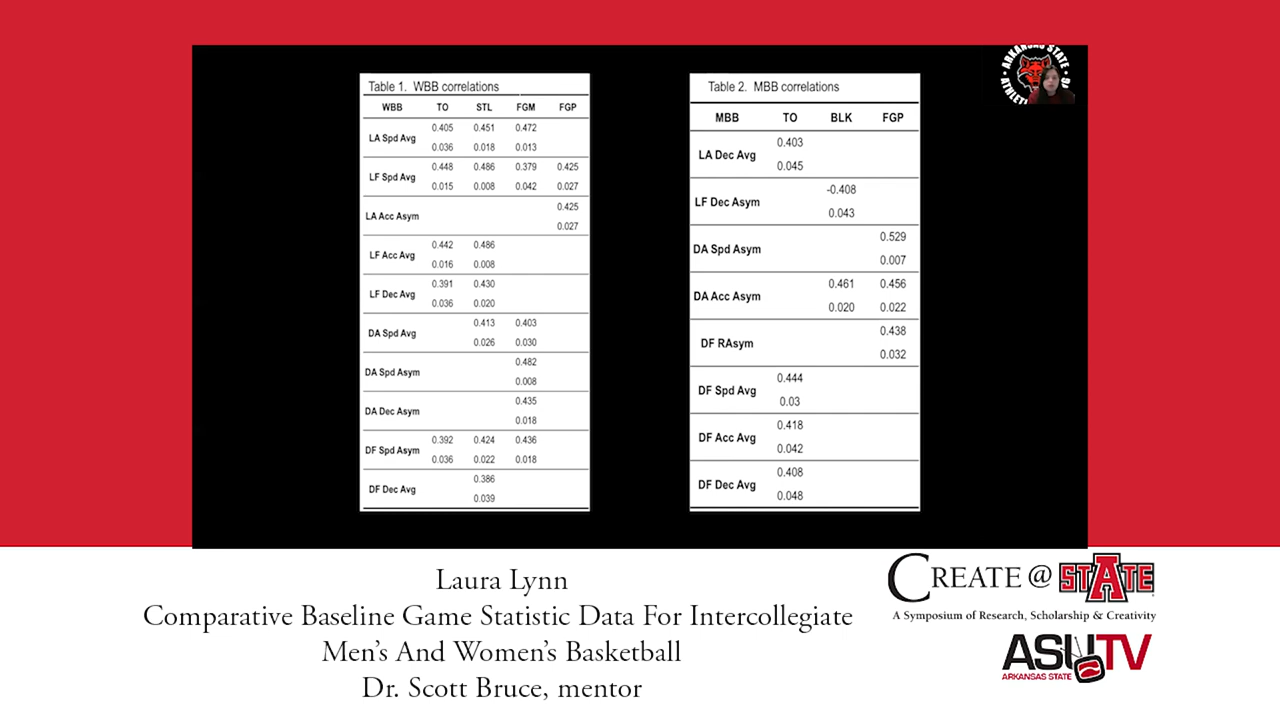 ARKANSAS STATE
ATHLETI
Table 1. WBB correlations
WBB TO STL FGM FGP
LA Spd Avg 0.405 0.451 0.472
0.036 0.018 0.013
LF Spd Avg 0.448 0.486 0.379 0.425
0.015 0.008 0.042 0.027
LA Acc Asym 0.425
0.027
LF Acc Avg 0.442 0.486
0.016 0.008
LF Dec Avg 0.391 0.430
0.036 0.020
DA Spd Avg 0.413 0.403
0.026 0.030
DA Spd Asym 0.482
0.008
DA Dec Asym 0.435
0.018
DF Spd Asym 0.392 0.424 0.436
0.036 0.022 0.018
DF Dec Avg 0.386
0.039
Table 2. MBB correlations
MBB TO BLK FGP
LA Dec Avg 0.403
0.045
LF Dec Asym -0.408
0.043
DA Spd Asym 0.529
0.007
DA Acc Asym 0.461 0.456
0.020 0.022
DF RAsym 0.438
0.032
DF Spd Avg 0.444
0.03
DF Acc Avg 0.418
0.042
DF Dec Avg 0.408
0.048
Laura Lynn
Comparative Baseline Game Statistic Data For Intercollegiate
Men's And Women's Basketball
Dr. Scott Bruce, mentor
CREATE @ STATE
A Symposium of Research, Scholarship & Creativity
ASUTV
ARKANSAS STATE